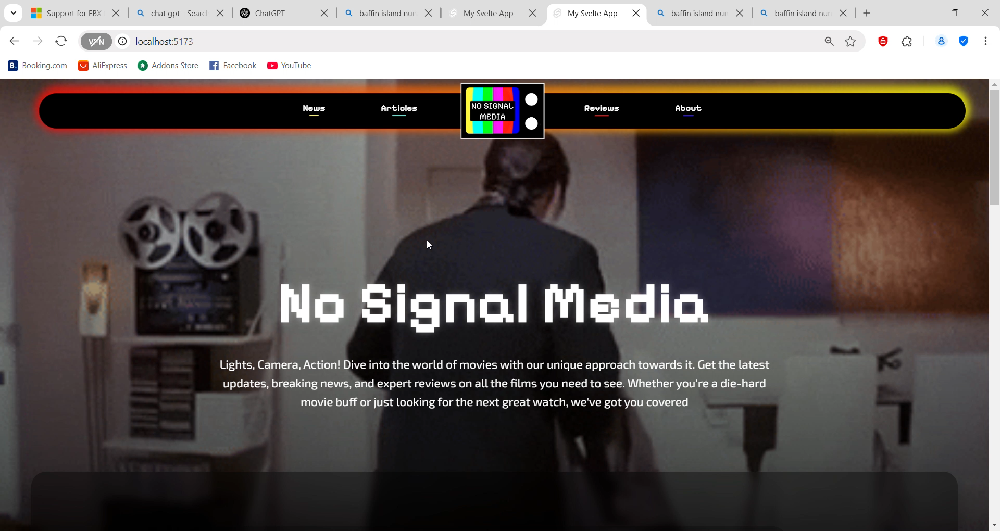 Support for FBX
chat gpt - Search
ChatGPT
baffin island nun
My Svelte App
My Svelte App
baffin island nun
baffin island nun
VPN
localhost:5173
Booking.com
AliExpress
Addons Store
Facebook
YouTube
News
Articles
NO SIGNAL
MEDIA
Reviews
About
No Signal Media
Lights, Camera, Action! Dive into the world of movies with our unique approach towards it. Get the latest
updates, breaking news, and expert reviews on all the films you need to see. Whether you're a die-hard
movie buff or just looking for the next great watch, we've got you covered